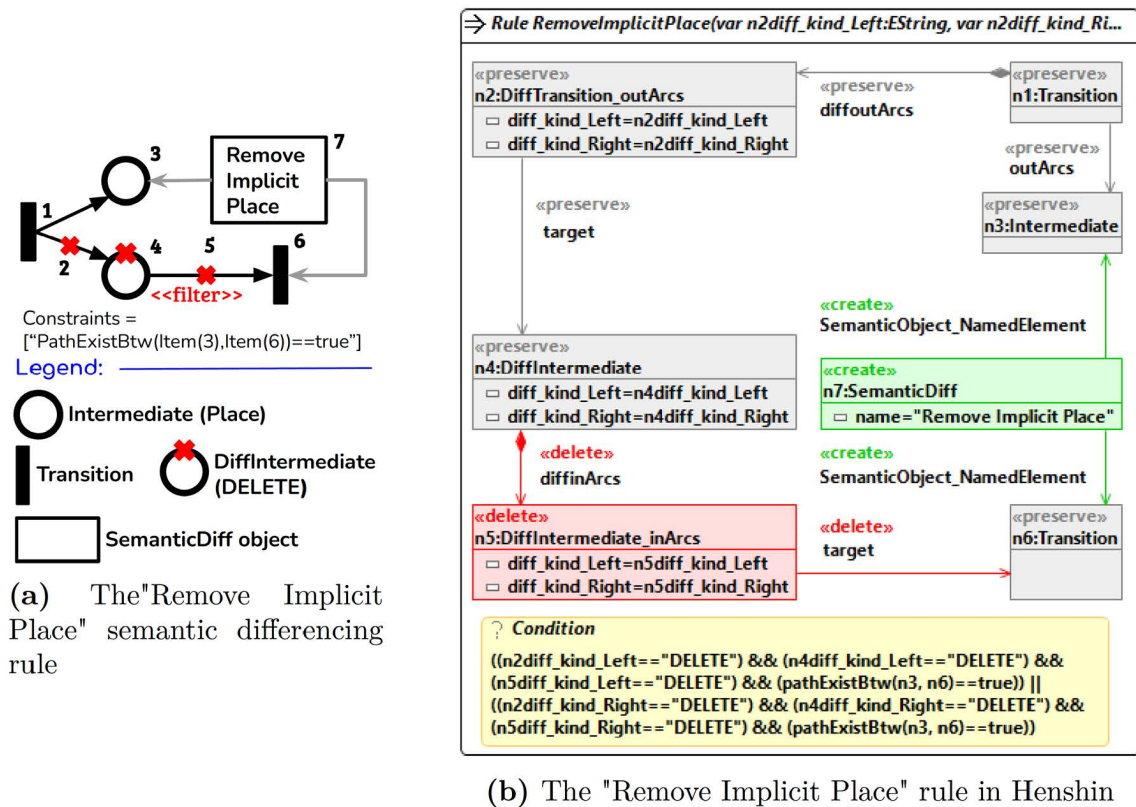 3
7
Remove
Implicit
Place
1
2
4
5
6
<<filter>>
Constraints =
["PathExistBtw(Item(3),Item(6))==true"]
Legend:
Intermediate (Place)
Transition
DiffIntermediate
(DELETE)
SemanticDiff object
(a) The"Remove Implicit
Place" semantic differencing
rule
Rule RemoveImplicitPlace(var n2diff_kind_Left:EString, var n2diff_kind_Ri...
«preserve»
n2:DiffTransition_outArcs
diff_kind_Left=n2diff_kind_Left
diff_kind_Right=n2diff_kind_Right
«preserve»
diffoutArcs
«preserve»
n1:Transition
«preserve»
outArcs
«preserve»
target
«preserve»
n3:Intermediate
«create»
SemanticObject_NamedElement
«preserve»
n4:DiffIntermediate
diff_kind_Left=n4diff_kind_Left
diff_kind_Right=n4diff_kind_Right
«create»
n7:SemanticDiff
name="Remove Implicit Place"
«delete»
diffinArcs
«create»
SemanticObject_NamedElement
«delete»
n5:DiffIntermediate_inArcs
diff_kind_Left=n5diff_kind_Left
diff_kind_Right=n5diff_kind_Right
«delete»
target
«preserve»
n6:Transition
? Condition
((n2diff_kind_Left=="DELETE") && (n4diff_kind_Left=="DELETE") &&
(n5diff_kind_Left=="DELETE") && (pathExistBtw(n3, n6)==true)) ||
((n2diff_kind_Right=="DELETE") && (n4diff_kind_Right=="DELETE") &&
(n5diff_kind_Right=="DELETE") && (pathExistBtw(n3, n6)==true))
(b) The "Remove Implicit Place" rule in Henshin